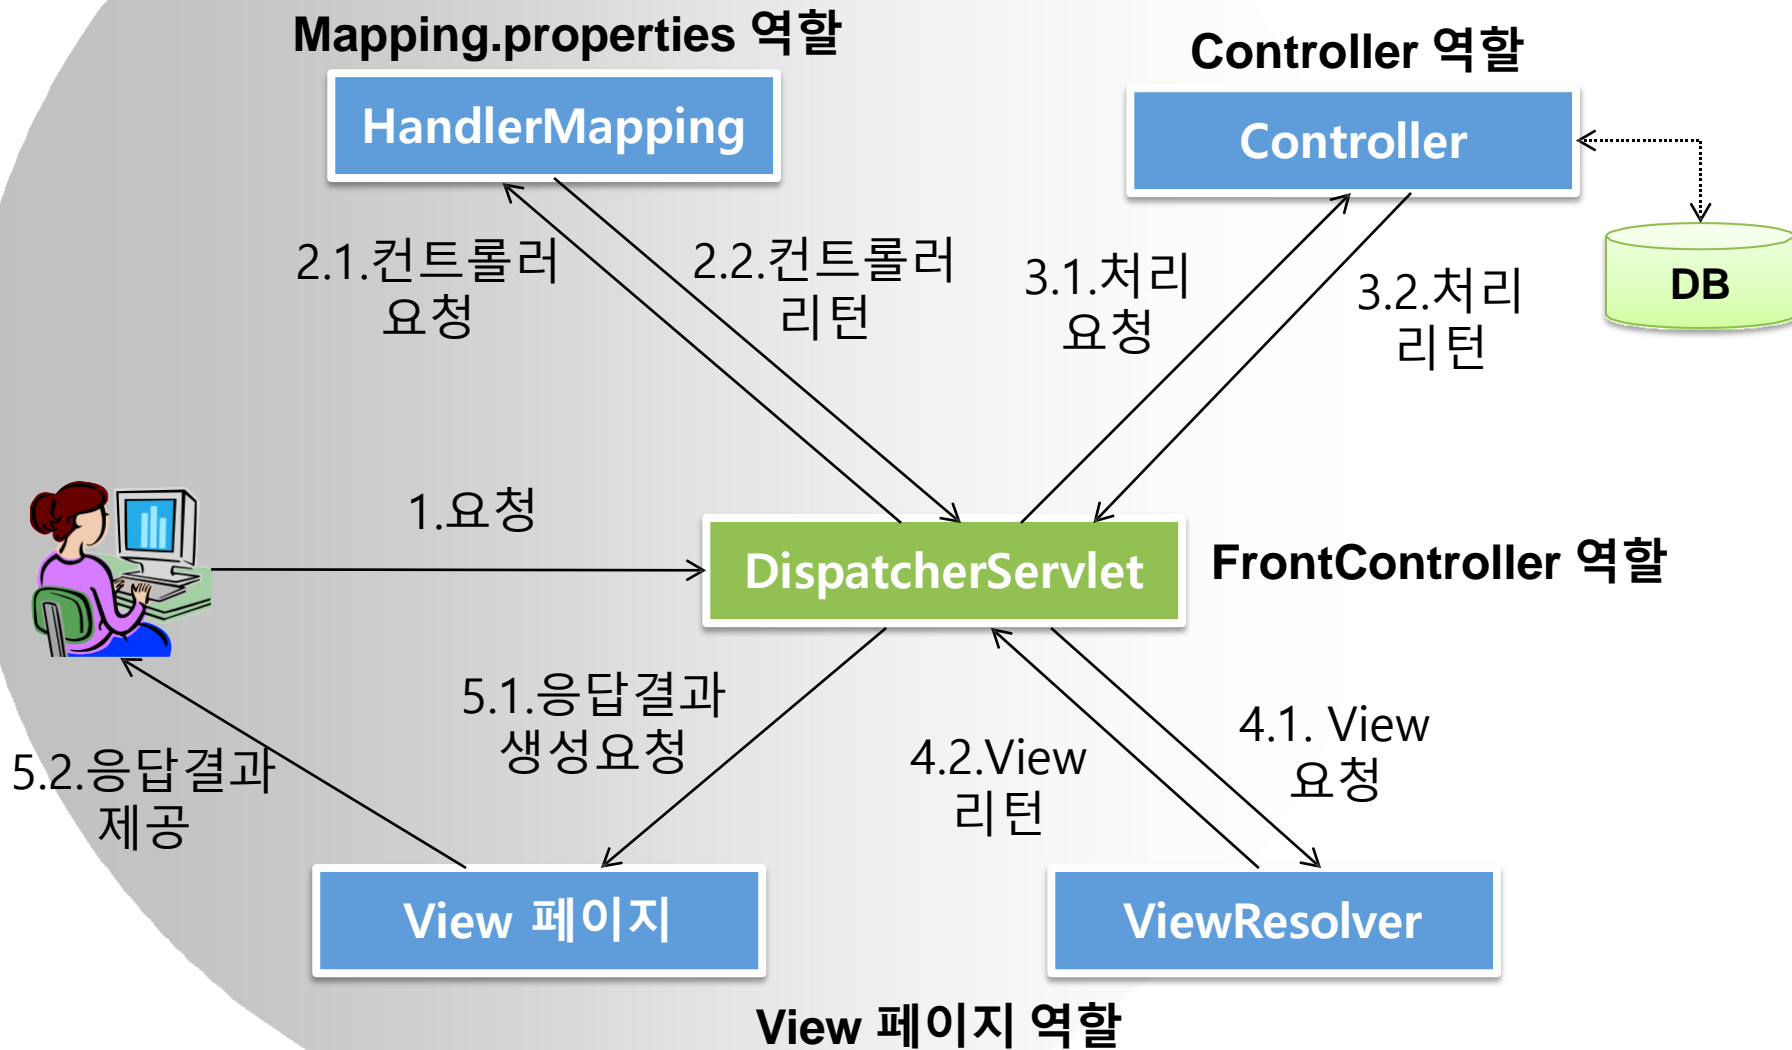 Mapping.properties 역할
Controller 역할
HandlerMapping
Controller
2.1.컨트롤러
요청
2.2.컨트롤러
리턴
3.1.처리
요청
3.2.처리
리턴
DB
1.요청
DispatcherServlet
FrontController 역할
5.1.응답결과
생성요청
4.2.View
리턴
4.1. View
요청
5.2.응답결과
제공
View 페이지
ViewResolver
View 페이지 역할